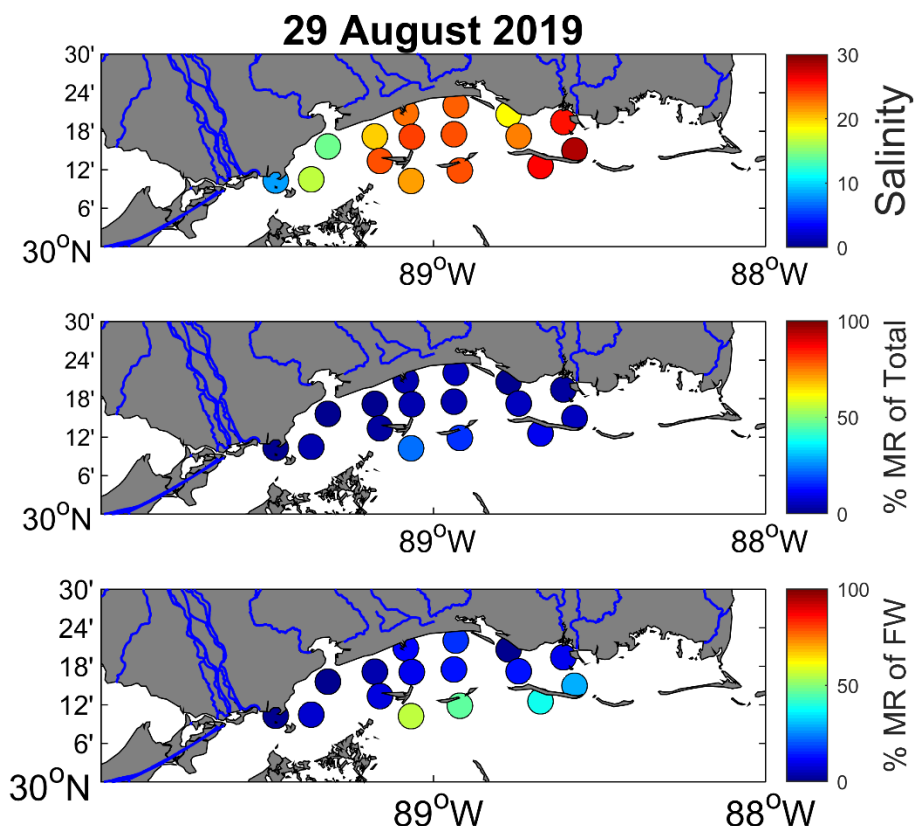 29 August 2019
30'
24'
18'
12'
6'
30°N
89°W
88°W
30
20
10
0
Salinity
30'
24'
18'
12'
6'
30°N
89°W
88°W
100
50
0
% MR of Total
30'
24'
18'
12'
6'
30°N
89°W
88°W
100
50
0
% MR of FW